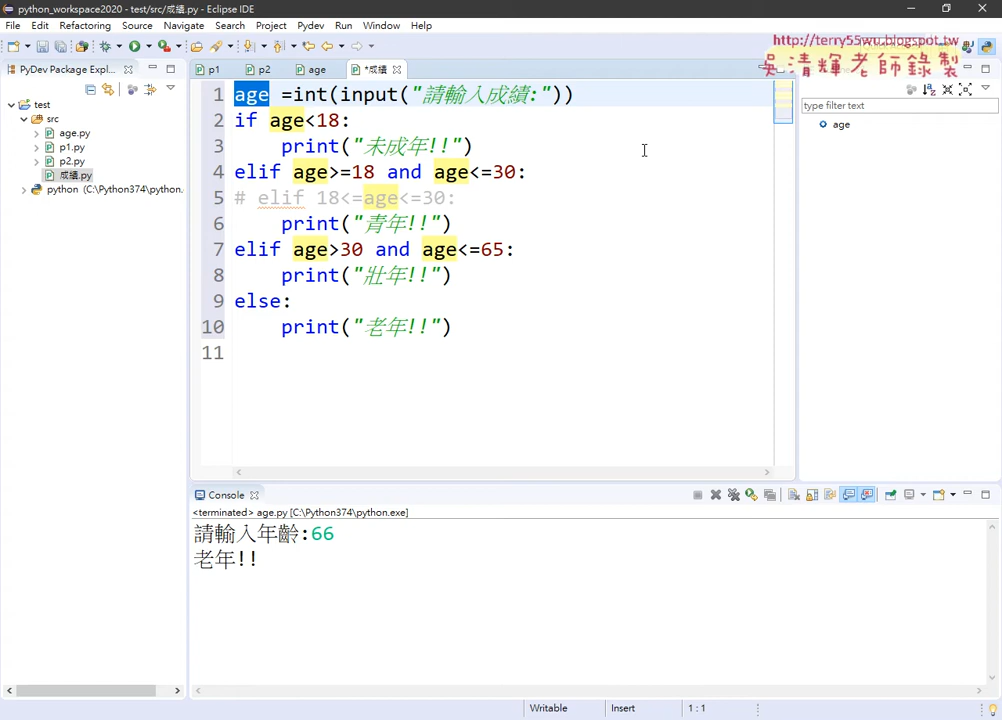 python_workspace2020 - test/src/成績.py - Eclipse IDE
File Edit Refactoring Source Navigate Search Project Pydev Run Window Help
http://terry55wu.blogspot.tw
吳清輝老師錄製
PyDev Package Expl...
p1 p2 age *成績
test
src
age.py
p1.py
p2.py
成績.py
python (C:\Python374\python.
1 age =int(input("請輸入成績:"))
2 if age<18:
3 print("未成年!!")
4 elif age>=18 and age<=30:
5 # elif 18<=age<=30:
6 print("青年!!")
7 elif age>30 and age<=65:
8 print("壯年!!")
9 else:
10 print("老年!!")
11
type filter text
age
Console
<terminated> age.py [C:\Python374\python.exe]
請輸入年齡:66
老年!!
Writable Insert 1 : 1